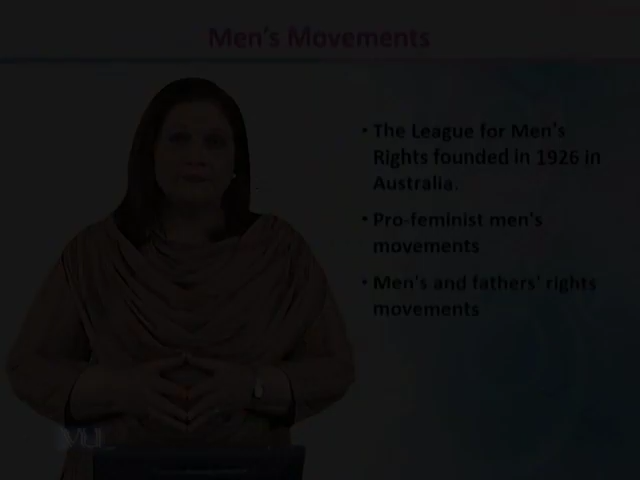 Men's Movements
• The League for Men's
Rights founded in 1926 in
Australia.
• Pro-feminist men's
movements
• Men's and fathers' rights
movements